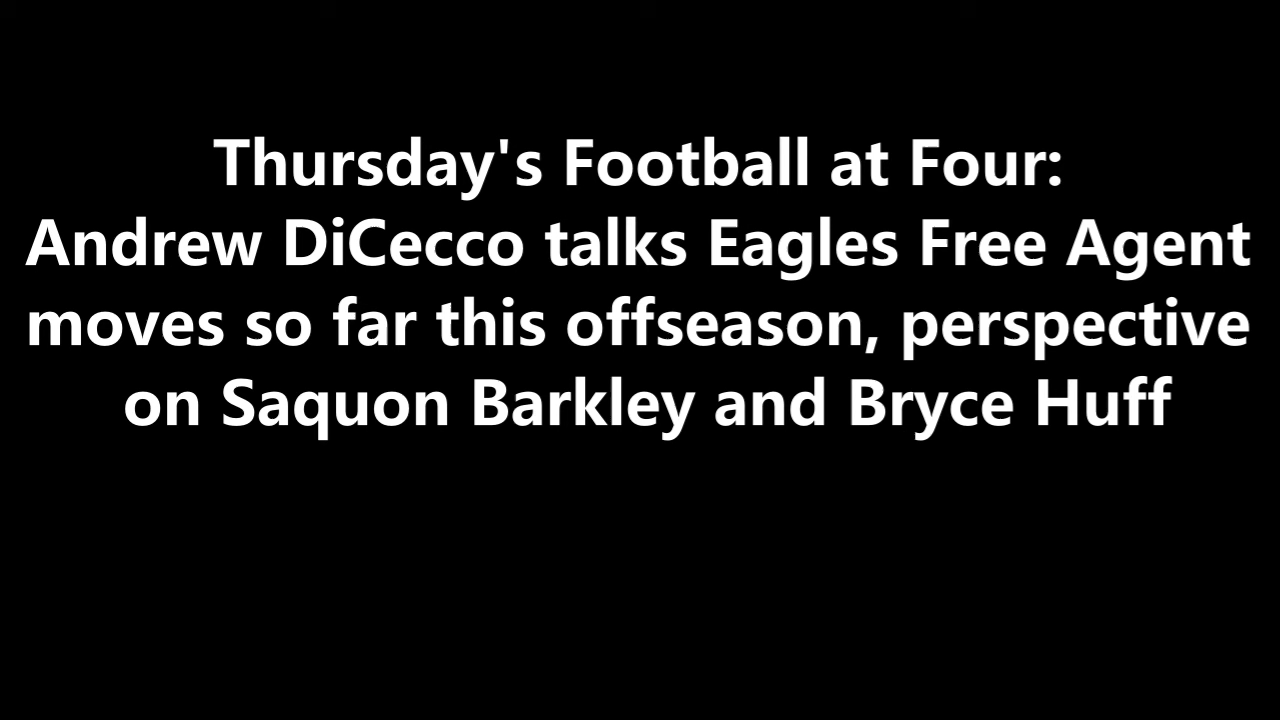 Thursday's Football at Four:
Andrew DiCecco talks Eagles Free Agent
moves so far this offseason, perspective
on Saquon Barkley and Bryce Huff